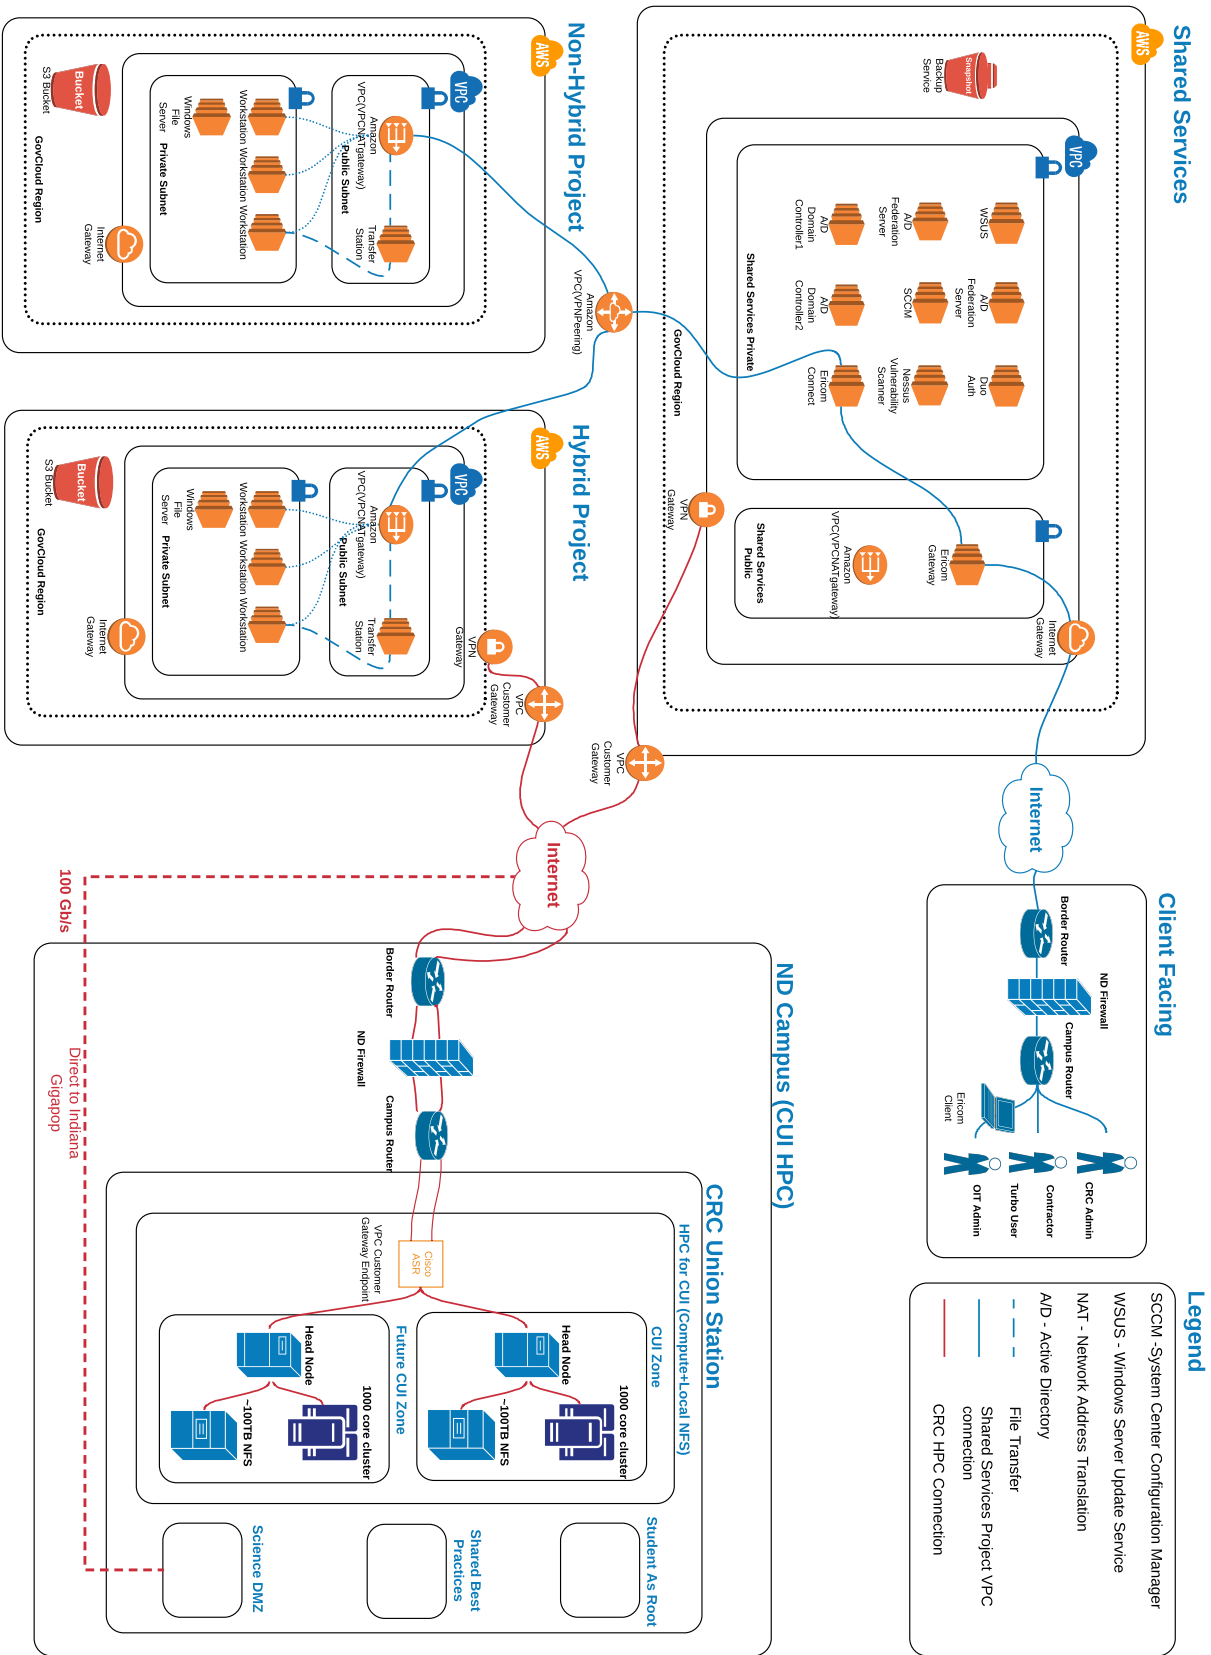 Shared Services
AWS
Snapshot
Backup
Service
VPC
WSUS
A/D
Federation
Server
A/D
Domain
Controller1
A/D
Federation
Server
SCCM
A/D
Domain
Controller2
Duo
Auth
Nessus
Vulnerability
Scanner
Ericom
Connect
Shared Services Private
GovCloud Region
Ericom
Gateway
Amazon
VPC(VPCNATgateway)
Shared Services
Public
Internet
Gateway
VPN
Gateway
VPC
Customer
Gateway
Internet
Client Facing
Border Router
ND Firewall
Campus Router
Ericom
Client
CRC Admin
Contractor
Turbo User
OIT Admin
Legend
SCCM -System Center Configuration Manager
WSUS - Windows Server Update Service
NAT - Network Address Translation
A/D - Active Directory
File Transfer
Shared Services Project VPC
connection
CRC HPC Connection
Non-Hybrid Project
AWS
VPC
Amazon
VPC(VPCNATgateway)
Public Subnet
Transfer
Station
Workstation
Workstation
Workstation
Windows
File
Server
Private Subnet
Internet
Gateway
Bucket
S3 Bucket
GovCloud Region
Amazon
VPC(VPNPeering)
Hybrid Project
AWS
VPC
Amazon
VPC(VPCNATgateway)
Public Subnet
Transfer
Station
Workstation
Workstation
Workstation
Windows
File
Server
Private Subnet
Internet
Gateway
Bucket
S3 Bucket
GovCloud Region
VPN
Gateway
VPC
Customer
Gateway
Internet
100 Gb/s
Direct to Indiana
Gigapop
ND Campus (CUI HPC)
Border Router
ND Firewall
Campus Router
CRC Union Station
HPC for CUI (Compute+Local NFS)
Cisco
ASR
VPC Customer
Gateway Endpoint
CUI Zone
Head Node
1000 core cluster
~100TB NFS
Future CUI Zone
Head Node
1000 core cluster
~100TB NFS
Student As Root
Shared Best
Practices
Science DMZ